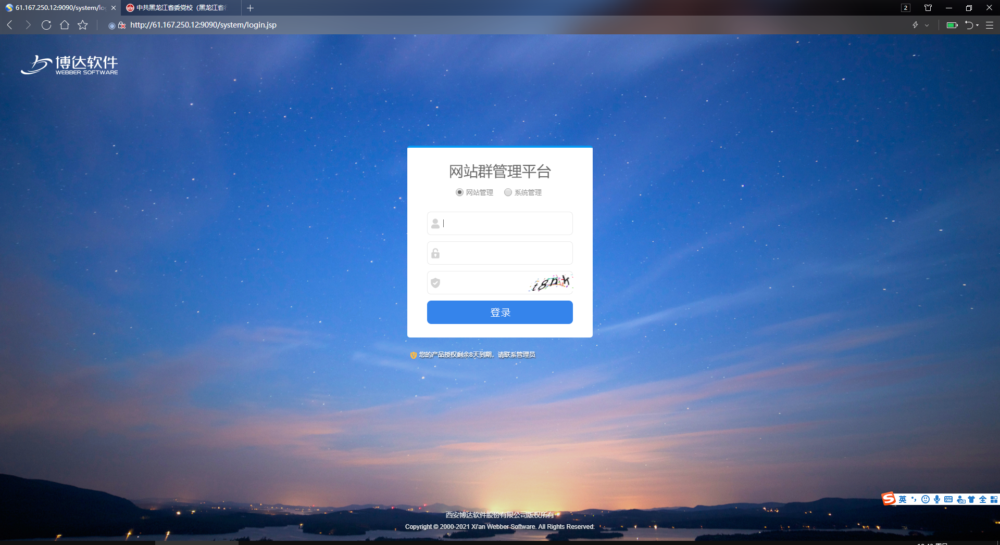 61.167.250.12:9090/system/lo
中共黑龙江省委党校（黑龙江省行
2
http://61.167.250.12:9090/system/login.jsp
博达软件
WEBBER SOFTWARE
网站群管理平台
网站管理 系统管理
t8nk
登录
您的产品授权剩余8天到期，请联系管理员
英 全
西安博达软件股份有限公司版权所有
Copyright © 2000-2021 Xi'an Webber Software. All Rights Reserved.